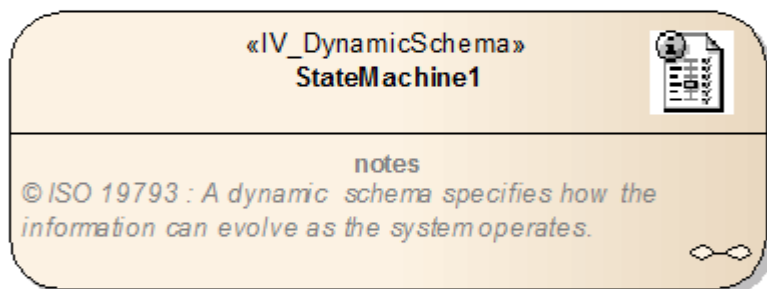 «IV_DynamicSchema»
StateMachine1
notes
© ISO 19793 : A dynamic schema specifies how the
information can evolve as the system operates.